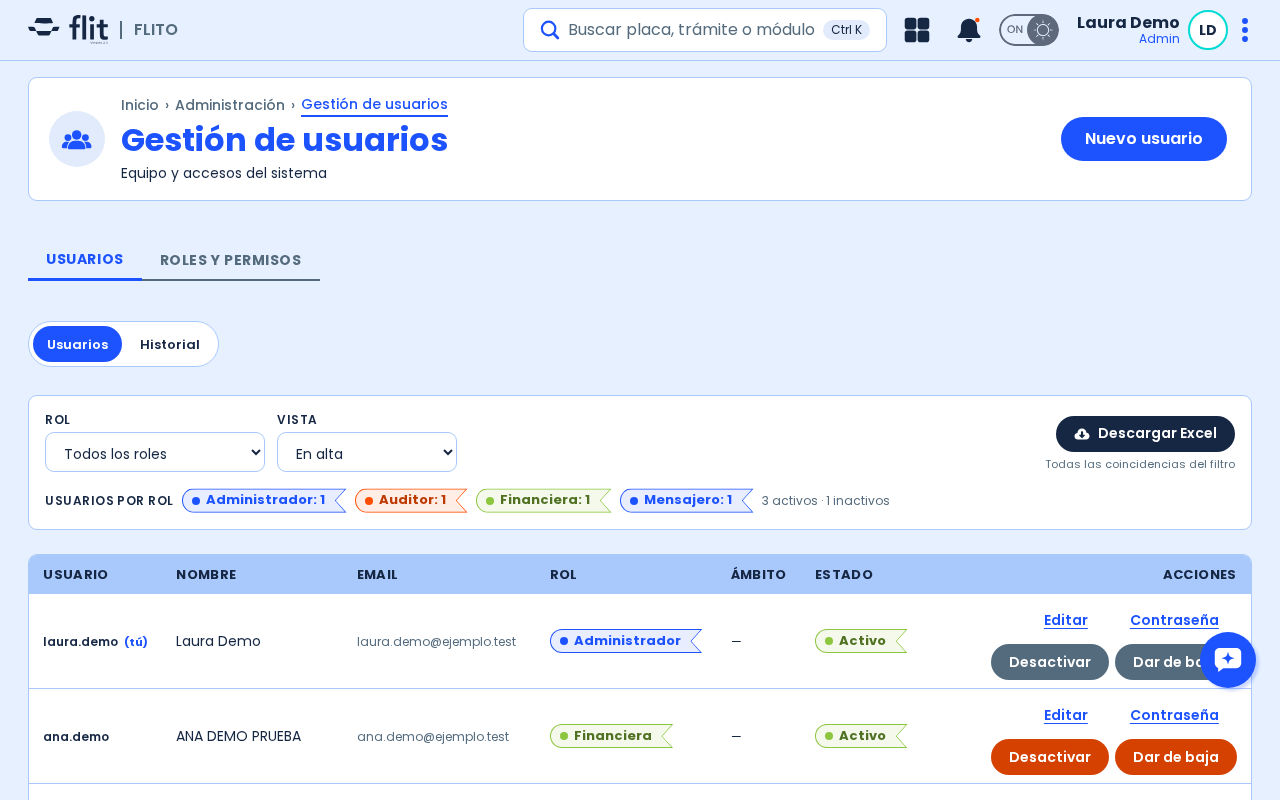 flit | FLITO
Buscar placa, trámite o módulo Ctrl K
ON
Laura Demo
Admin
LD
Inicio › Administración › Gestión de usuarios
Gestión de usuarios
Equipo y accesos del sistema
Nuevo usuario
USUARIOS ROLES Y PERMISOS
Usuarios Historial
ROL VISTA
Todos los roles En alta
Descargar Excel
Todas las coincidencias del filtro
USUARIOS POR ROL Administrador: 1 Auditor: 1 Financiera: 1 Mensajero: 1 3 activos · 1 inactivos
USUARIO NOMBRE EMAIL ROL ÁMBITO ESTADO ACCIONES
laura.demo (tú) Laura Demo laura.demo@ejemplo.test Administrador — Activo Editar Contraseña
Desactivar Dar de
ana.demo ANA DEMO PRUEBA ana.demo@ejemplo.test Financiera — Activo Editar Contraseña
Desactivar Dar de baja